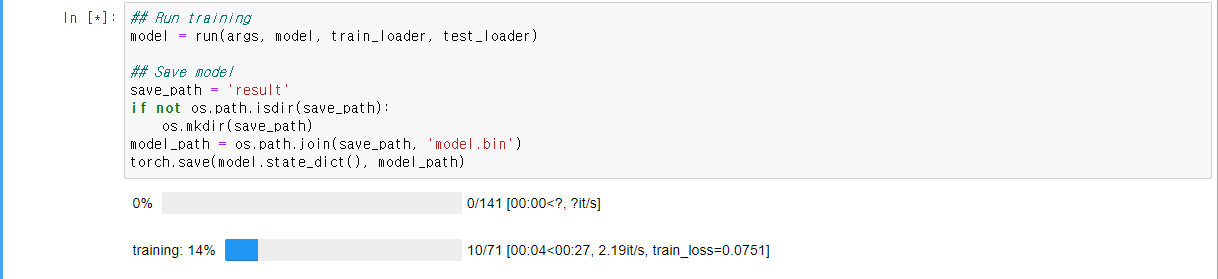 In [*]: ## Run training
model = run(args, model, train_loader, test_loader)
## Save model
save_path = 'result'
if not os.path.isdir(save_path):
    os.mkdir(save_path)
model_path = os.path.join(save_path, 'model.bin')
torch.save(model.state_dict(), model_path)
0% 0/141 [00:00<?, ?it/s]
training: 14% 10/71 [00:04<00:27, 2.19it/s, train_loss=0.0751]